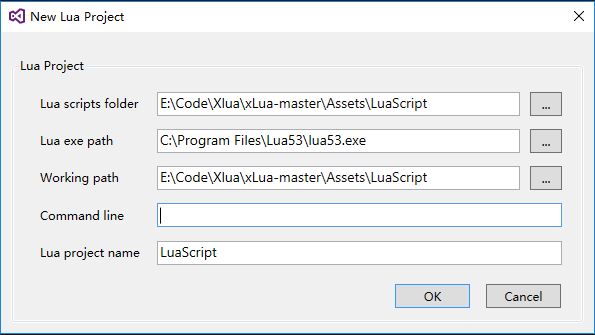 New Lua Project
Lua Project
Lua scripts folder E:\Code\Xlua\xLua-master\Assets\LuaScript ...
Lua exe path C:\Program Files\Lua53\lua53.exe ...
Working path E:\Code\Xlua\xLua-master\Assets\LuaScript ...
Command line
Lua project name LuaScript
OK Cancel